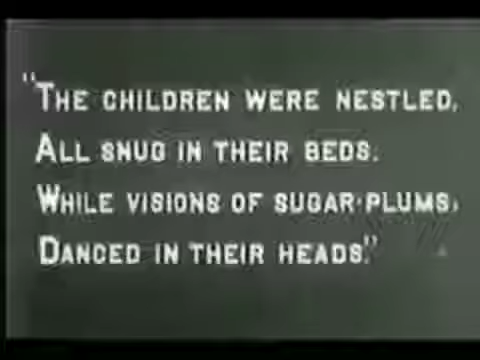 "The children were nestled,
All snug in their beds.
While visions of sugar-plums,
Danced in their heads."